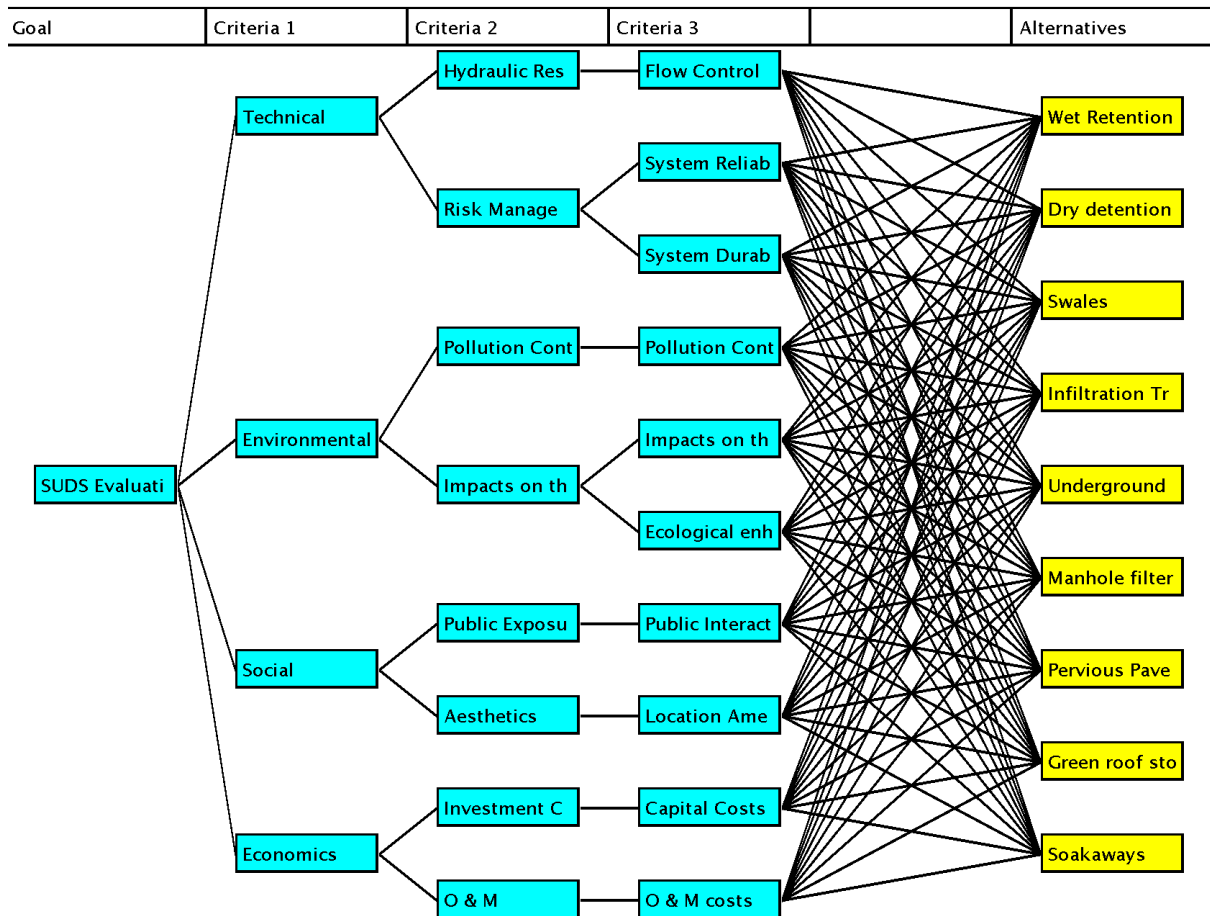 Goal
Criteria 1
Criteria 2
Criteria 3
Alternatives
SUDS Evaluati
Technical
Environmental
Social
Economics
Hydraulic Res
Risk Manage
Pollution Cont
Impacts on th
Public Exposu
Aesthetics
Investment C
O & M
Flow Control
System Reliab
System Durab
Pollution Cont
Impacts on th
Ecological enh
Public Interact
Location Ame
Capital Costs
O & M costs
Wet Retention
Dry detention
Swales
Infiltration Tr
Underground
Manhole filter
Pervious Pave
Green roof sto
Soakaways